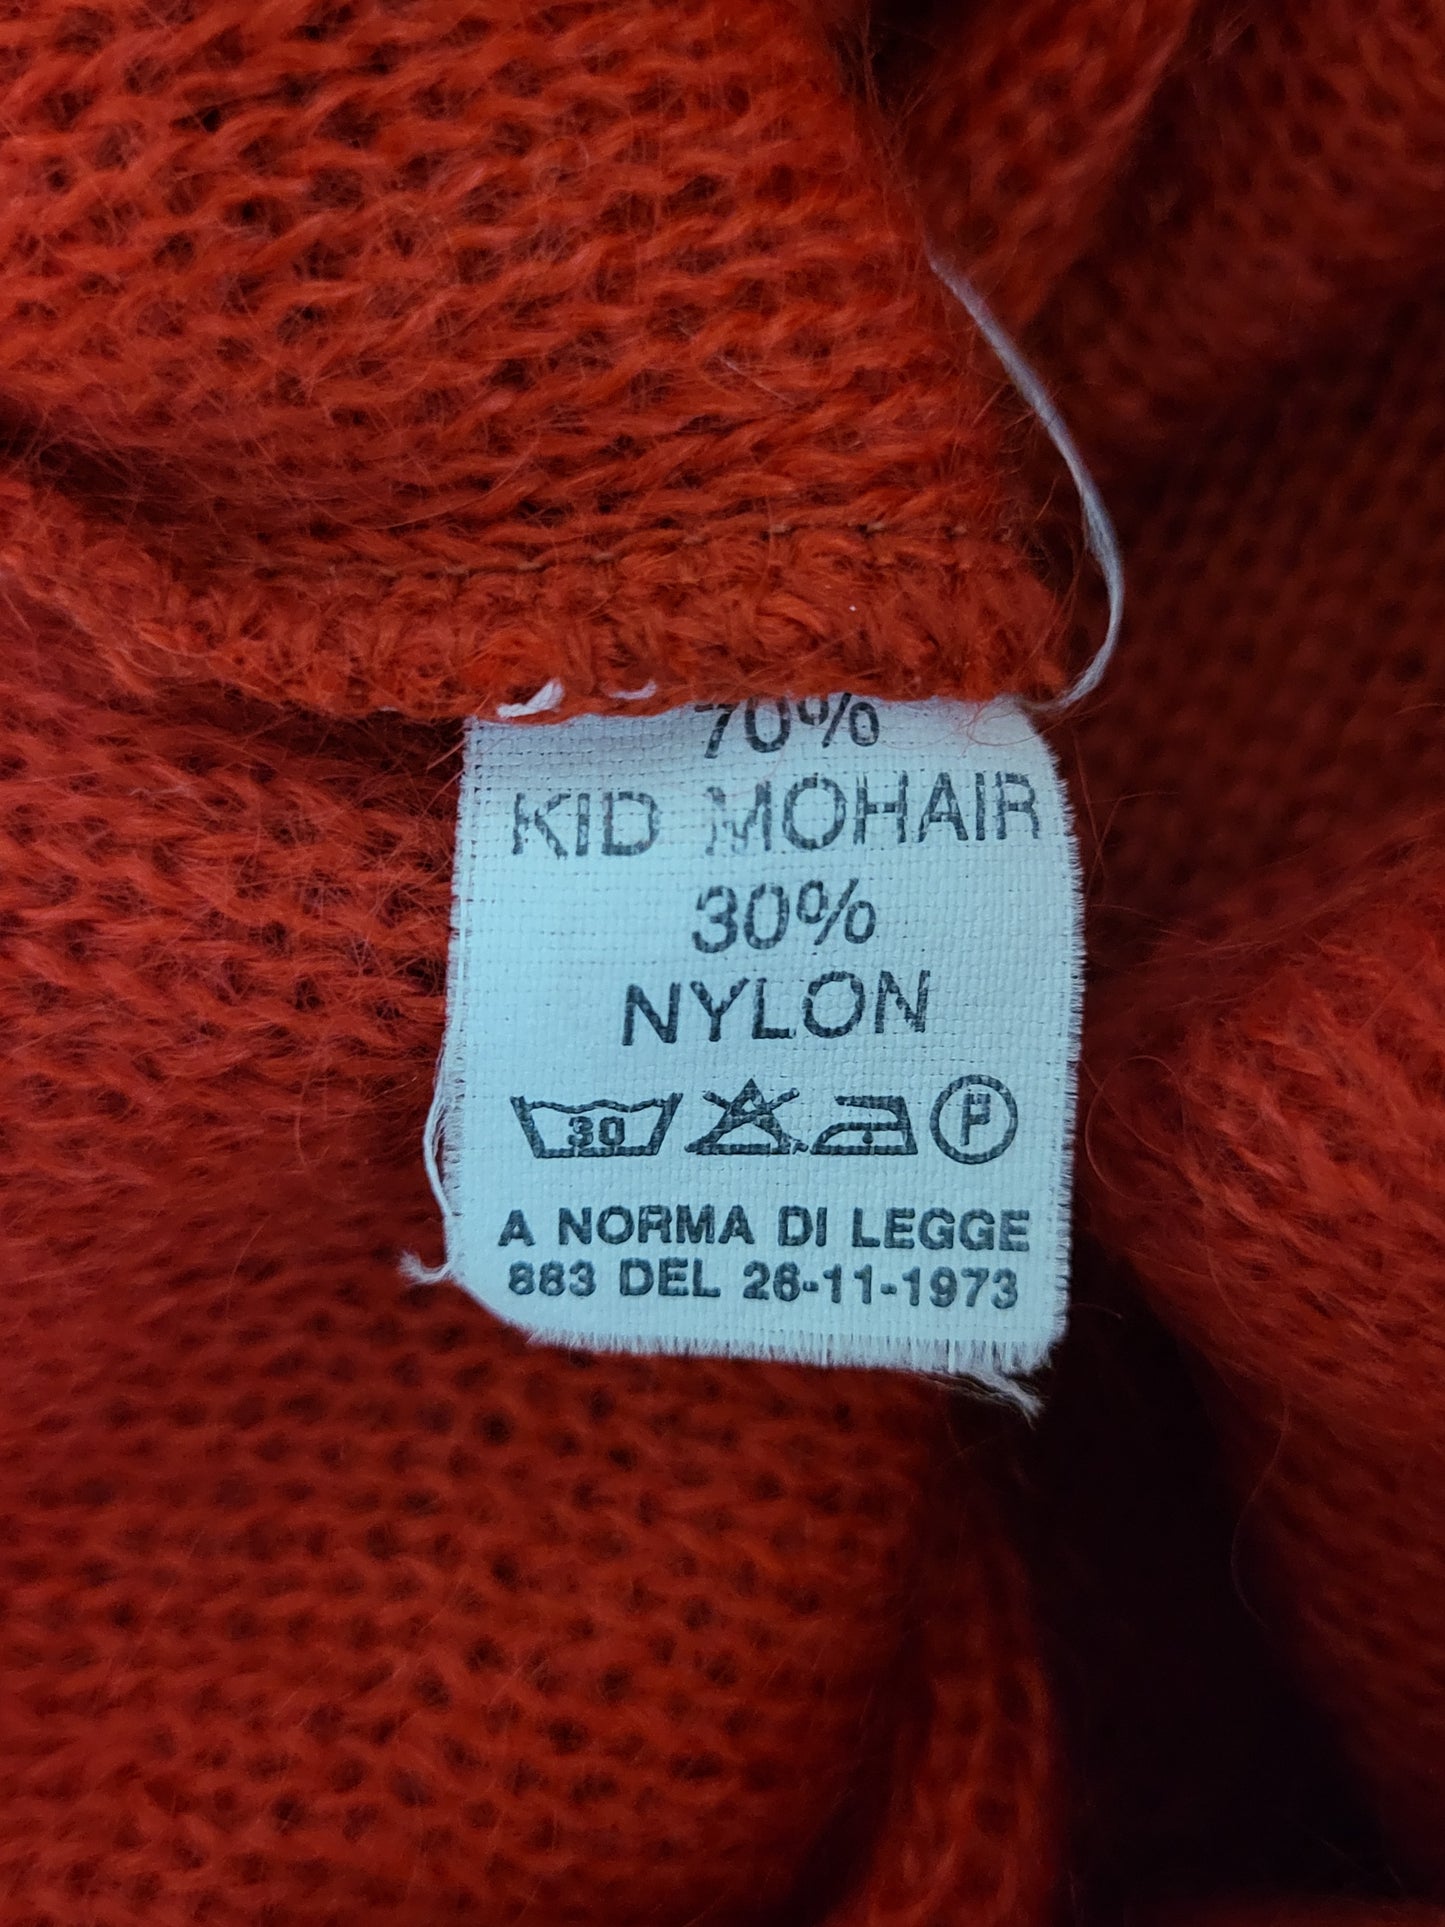 70%
KID MOHAIR
30%
NYLON
30 P
A NORMA DI LEGGE
883 DEL 26-11-1973